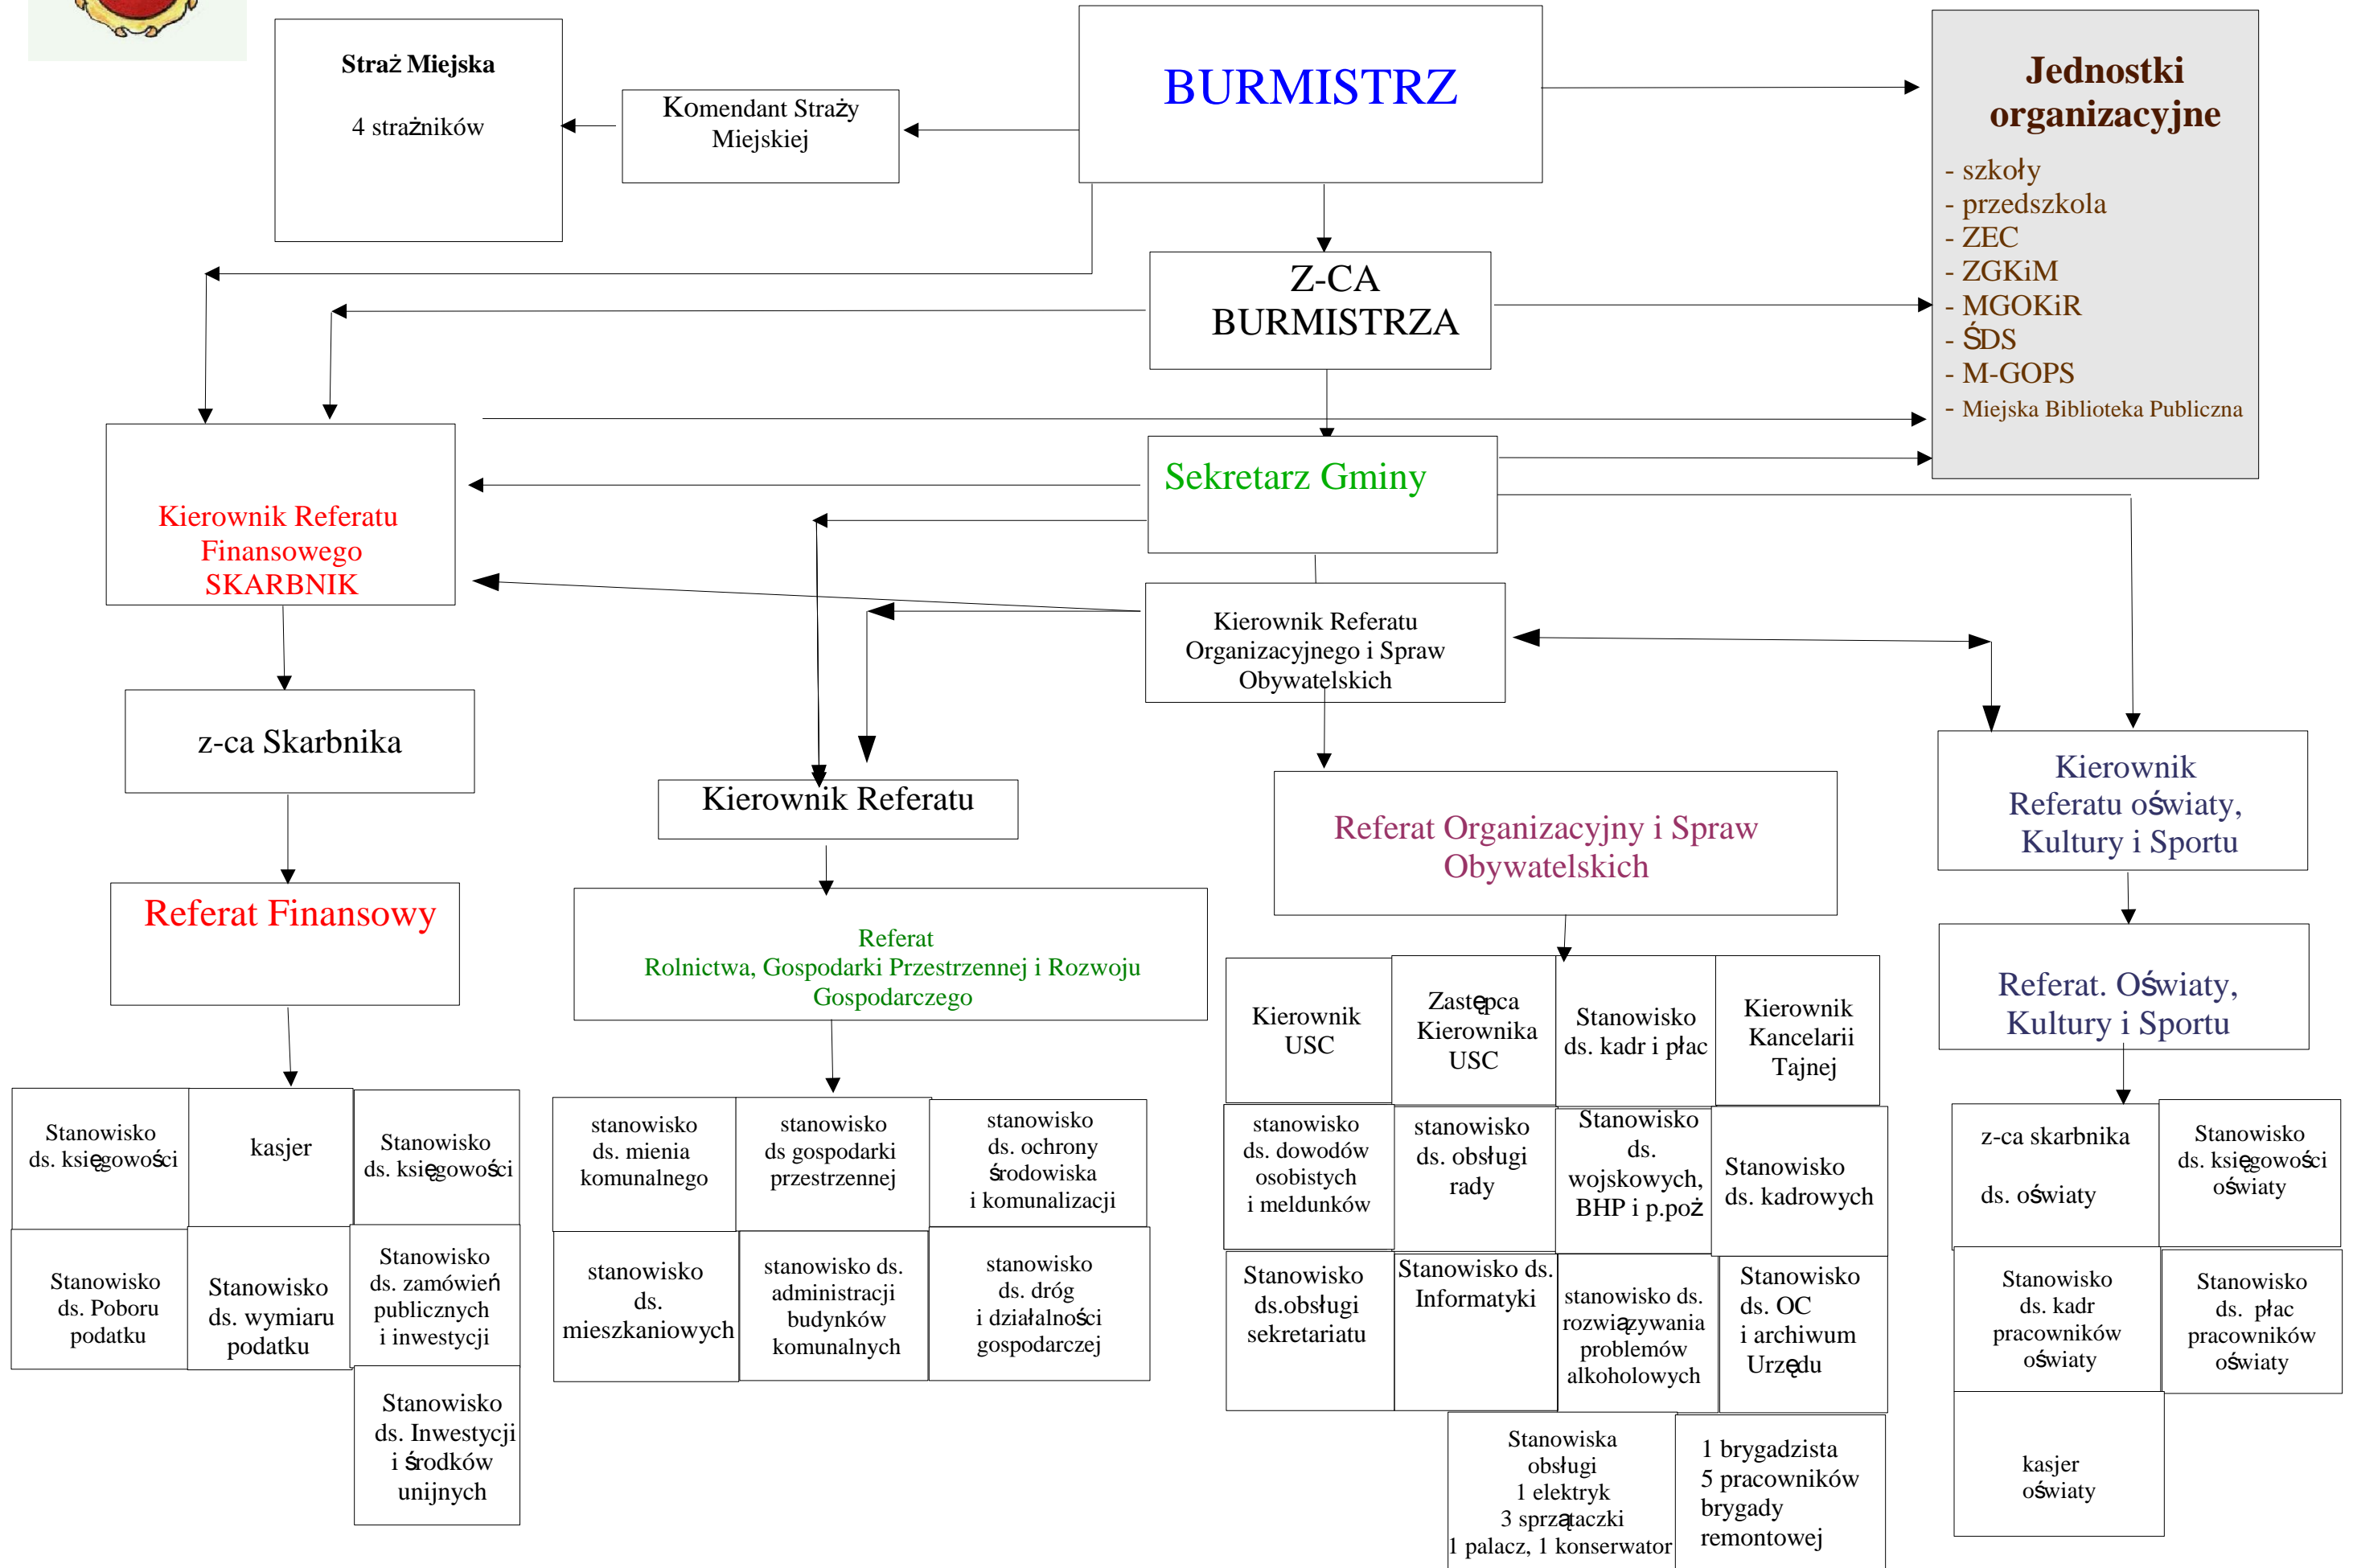 Straż Miejska
4 strażników
Komendant Straży
Miejskiej
BURMISTRZ
Jednostki
organizacyjne
- szkoły
- przedszkola
- ZEC
- ZGKiM
- MGOKiR
- ŚDS
- M-GOPS
- Miejska Biblioteka Publiczna
Z-CA
BURMISTRZA
Sekretarz Gminy
Kierownik Referatu
Finansowego
SKARBNIK
Kierownik Referatu
Organizacyjnego i Spraw
Obywatelskich
z-ca Skarbnika
Kierownik Referatu
Referat Organizacyjny i Spraw
Obywatelskich
Kierownik
Referatu oświaty,
Kultury i Sportu
Referat Finansowy
Referat
Rolnictwa, Gospodarki Przestrzennej i Rozwoju
Gospodarczego
Referat. Oświaty,
Kultury i Sportu
Stanowisko
ds. księgowości
kasjer
Stanowisko
ds. księgowości
Stanowisko
ds. Poboru
podatku
Stanowisko
ds. wymiaru
podatku
Stanowisko
ds. zamówień
publicznych
i inwestycji
Stanowisko
ds. Inwestycji
i środków
unijnych
stanowisko
ds. mienia
komunalnego
stanowisko
ds gospodarki
przestrzennej
stanowisko
ds. ochrony
środowiska
i komunalizacji
stanowisko
ds.
mieszkaniowych
stanowisko ds.
administracji
budynków
komunalnych
stanowisko
ds. dróg
i działalności
gospodarczej
Kierownik
USC
Zastępca
Kierownika
USC
Stanowisko
ds. kadr i płac
Kierownik
Kancelarii
Tajnej
stanowisko
ds. dowodów
osobistych
i meldunków
stanowisko
ds. obsługi
rady
Stanowisko
ds.
wojskowych,
BHP i p.poż
Stanowisko
ds. kadrowych
Stanowisko
ds.obsługi
sekretariatu
Stanowisko ds.
Informatyki
stanowisko ds.
rozwiązywania
problemów
alkoholowych
Stanowisko
ds. OC
i archiwum
Urzędu
Stanowiska
obsługi
1 elektryk
3 sprzątaczki
1 palacz, 1 konserwator
1 brygadzista
5 pracowników
brygady
remontowej
z-ca skarbnika
ds. oświaty
Stanowisko
ds. księgowości
oświaty
Stanowisko
ds. kadr
pracowników
oświaty
Stanowisko
ds. płac
pracowników
oświaty
kasjer
oświaty